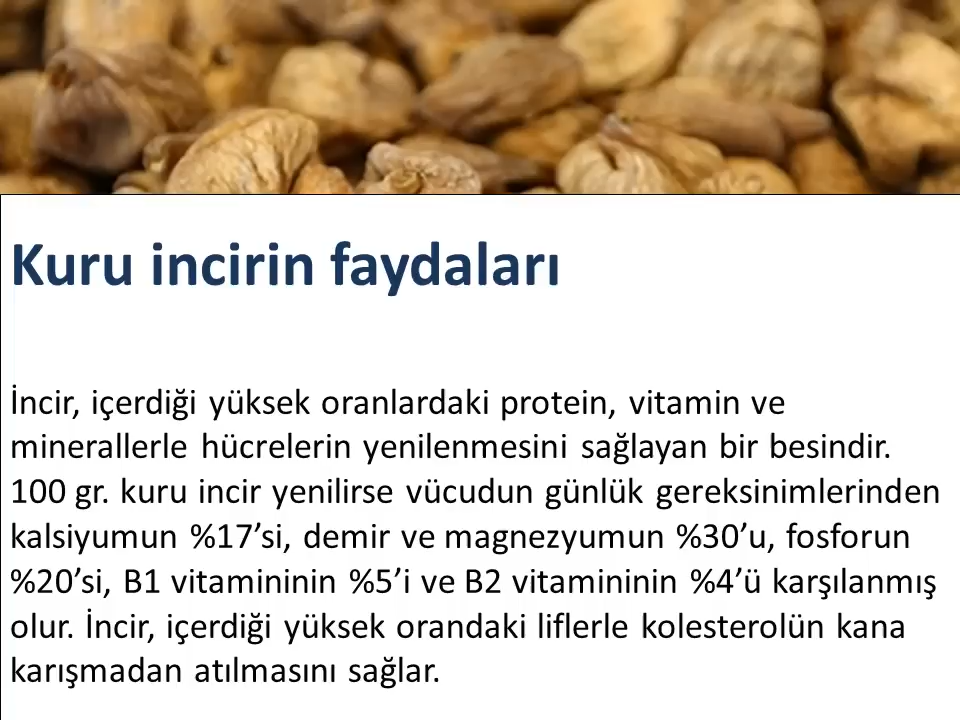 Kuru incirin faydaları
İncir, içerdiği yüksek oranlardaki protein, vitamin ve
minerallerle hücrelerin yenilenmesini sağlayan bir besindir.
100 gr. kuru incir yenilirse vücudun günlük gereksinimlerinden
kalsiyumun %17’si, demir ve magnezyumun %30’u, fosforun
%20’si, B1 vitamininin %5’i ve B2 vitamininin %4’ü karşılanmış
olur. İncir, içerdiği yüksek orandaki liflerle kolesterolün kana
karışmadan atılmasını sağlar.